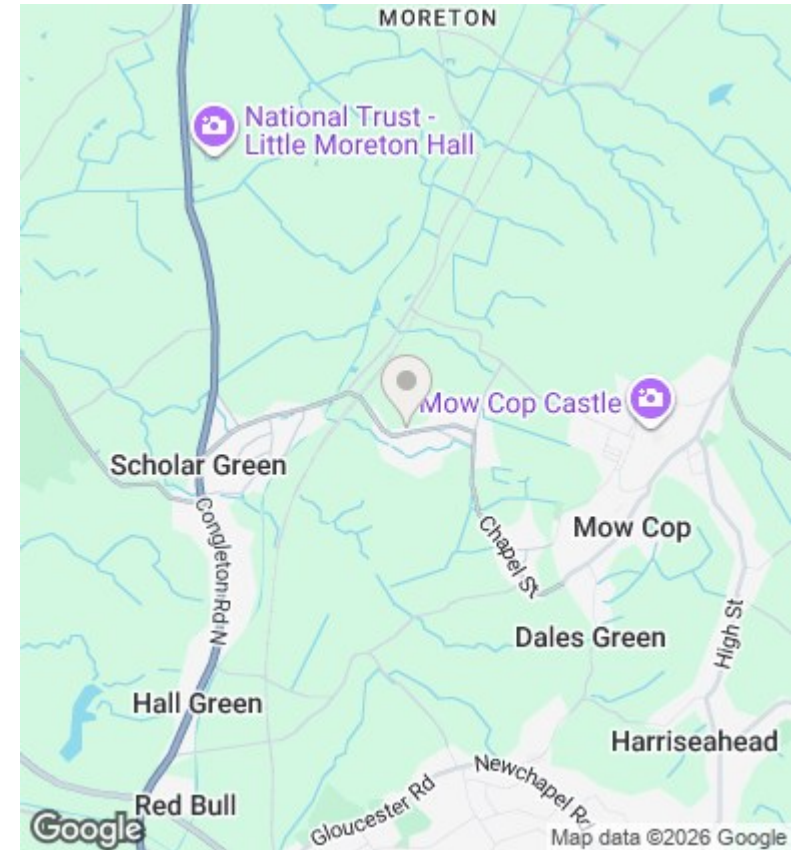 MORETON
National Trust -
Little Moreton Hall
Mow Cop Castle
Scholar Green
Congleton Rd N
Chapel St
Mow Cop
High St
Dales Green
Hall Green
Harriseahead
Newchapel Rd
Gloucester Rd
Red Bull
Google
Map data ©2026 Google